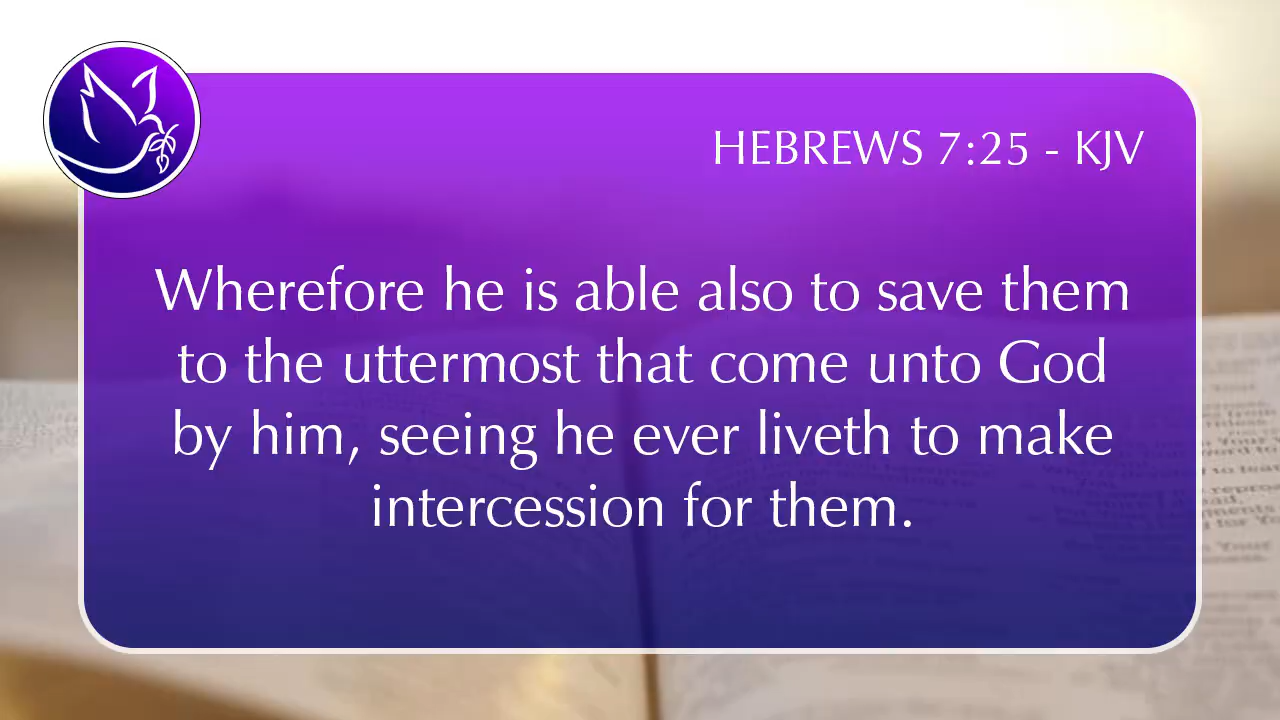 HEBREWS 7:25 - KJV
Wherefore he is able also to save them
to the uttermost that come unto God
by him, seeing he ever liveth to make
intercession for them.